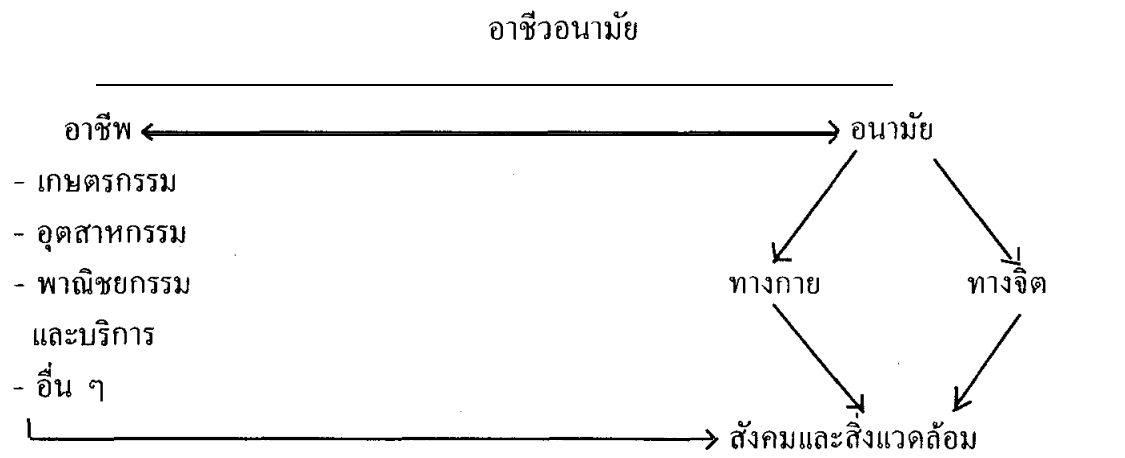 อาชีวอนามัย
อาชีพ อนามัย
- เกษตรกรรม
- อุตสาหกรรม
- พาณิชยกรรม
และบริการ
- อื่น ๆ
ทางกาย ทางจิต
สังคมและสิ่งแวดล้อม